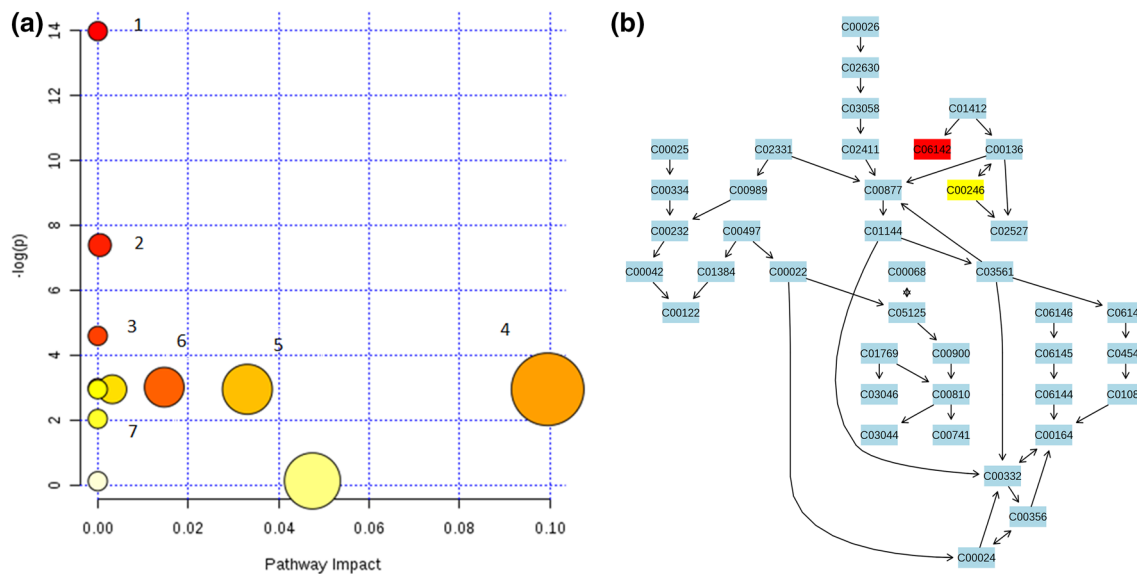 (a)
14
12
10
8
6
4
2
0
-log(p)
1
2
3
6
5
4
7
0.00 0.02 0.04 0.06 0.08 0.10
Pathway Impact
(b)
C00026
C02630
C03058
C01412
C00025 C02331 C02411 C06142 C00136
C00334 C00989 C00877 C00246
C00232 C00497 C01144 C02527
C00042 C01384 C00022 C00068 C03561
C00122 C05125 C06146 C0614
C01769 C00900 C06145 C0454
C03046 C00810 C06144 C0108
C03044 C00741 C00164
C00332
C00356
C00024